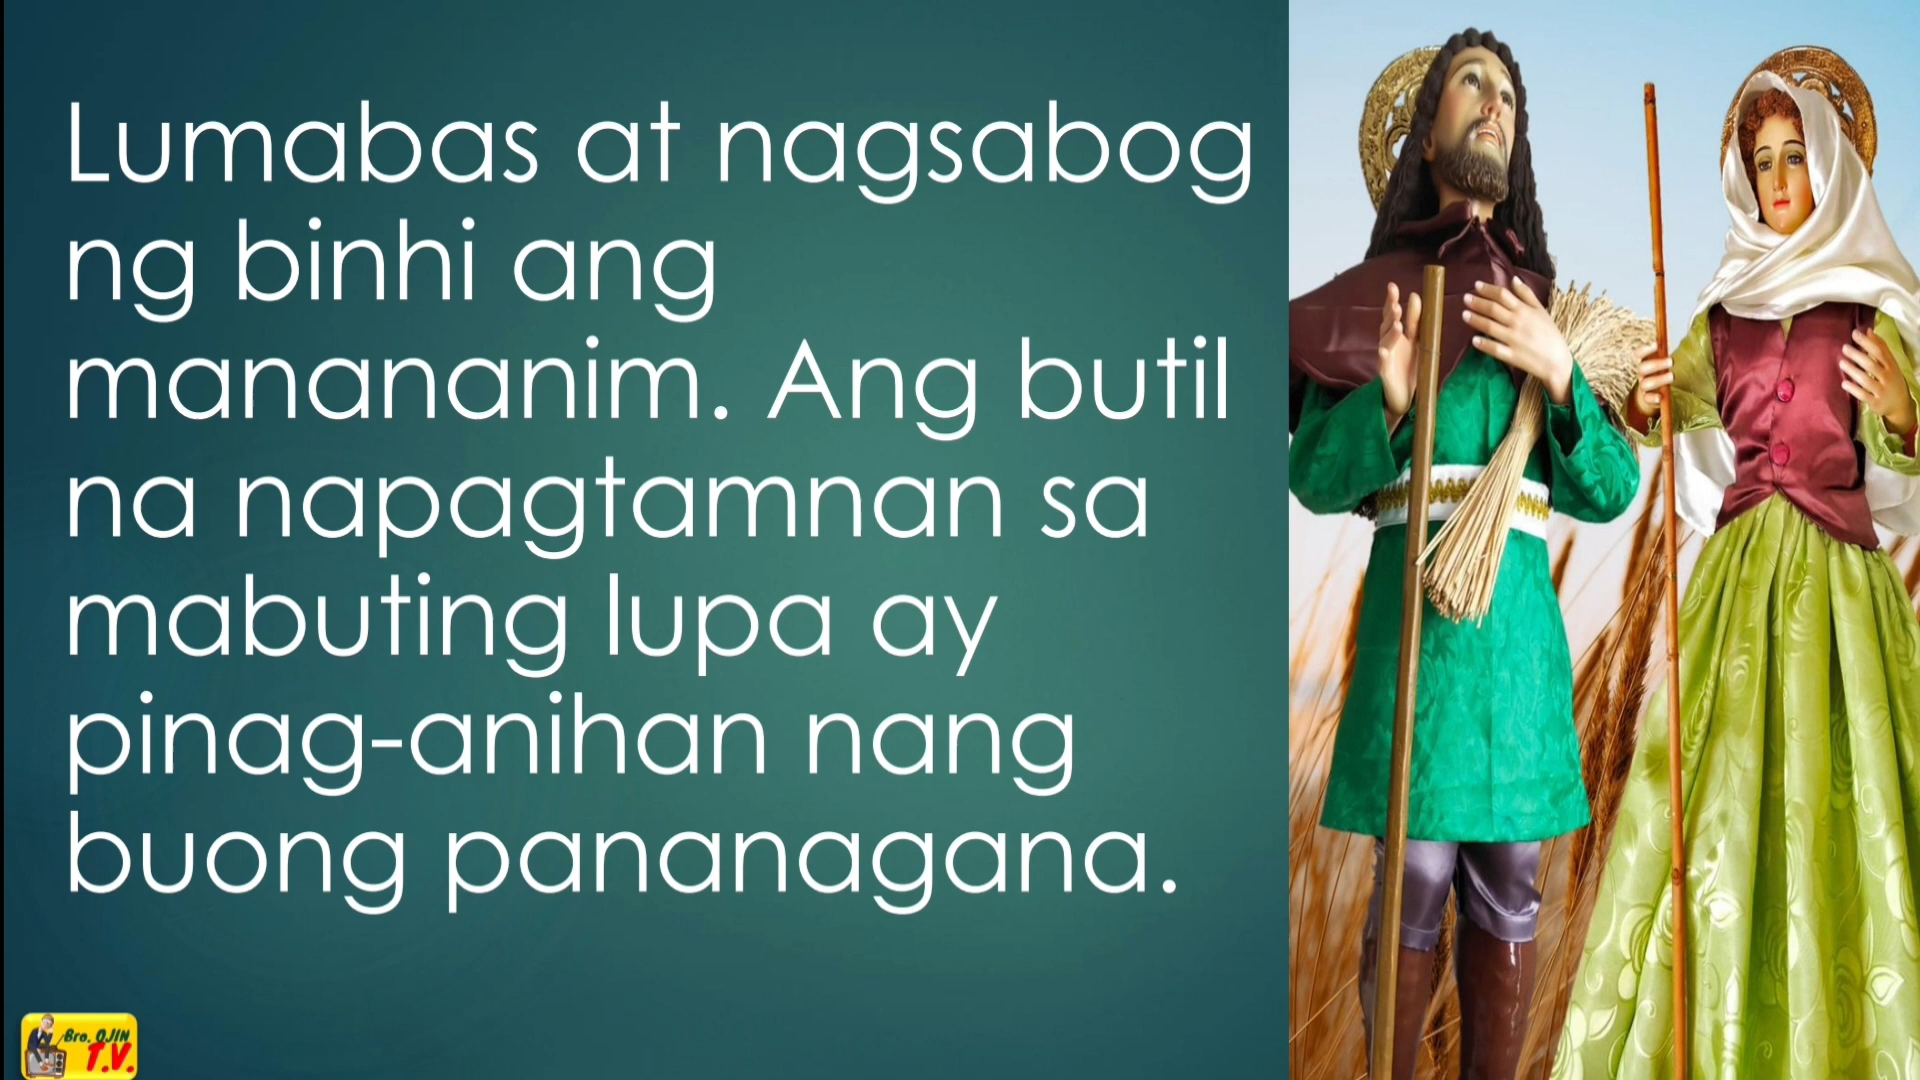 Lumabas at nagsabog
ng binhi ang
manananim. Ang butil
na napagtamnan sa
mabuting lupa ay
pinag-anihan nang
buong pananagana.
Bro. OJIN
T.V.